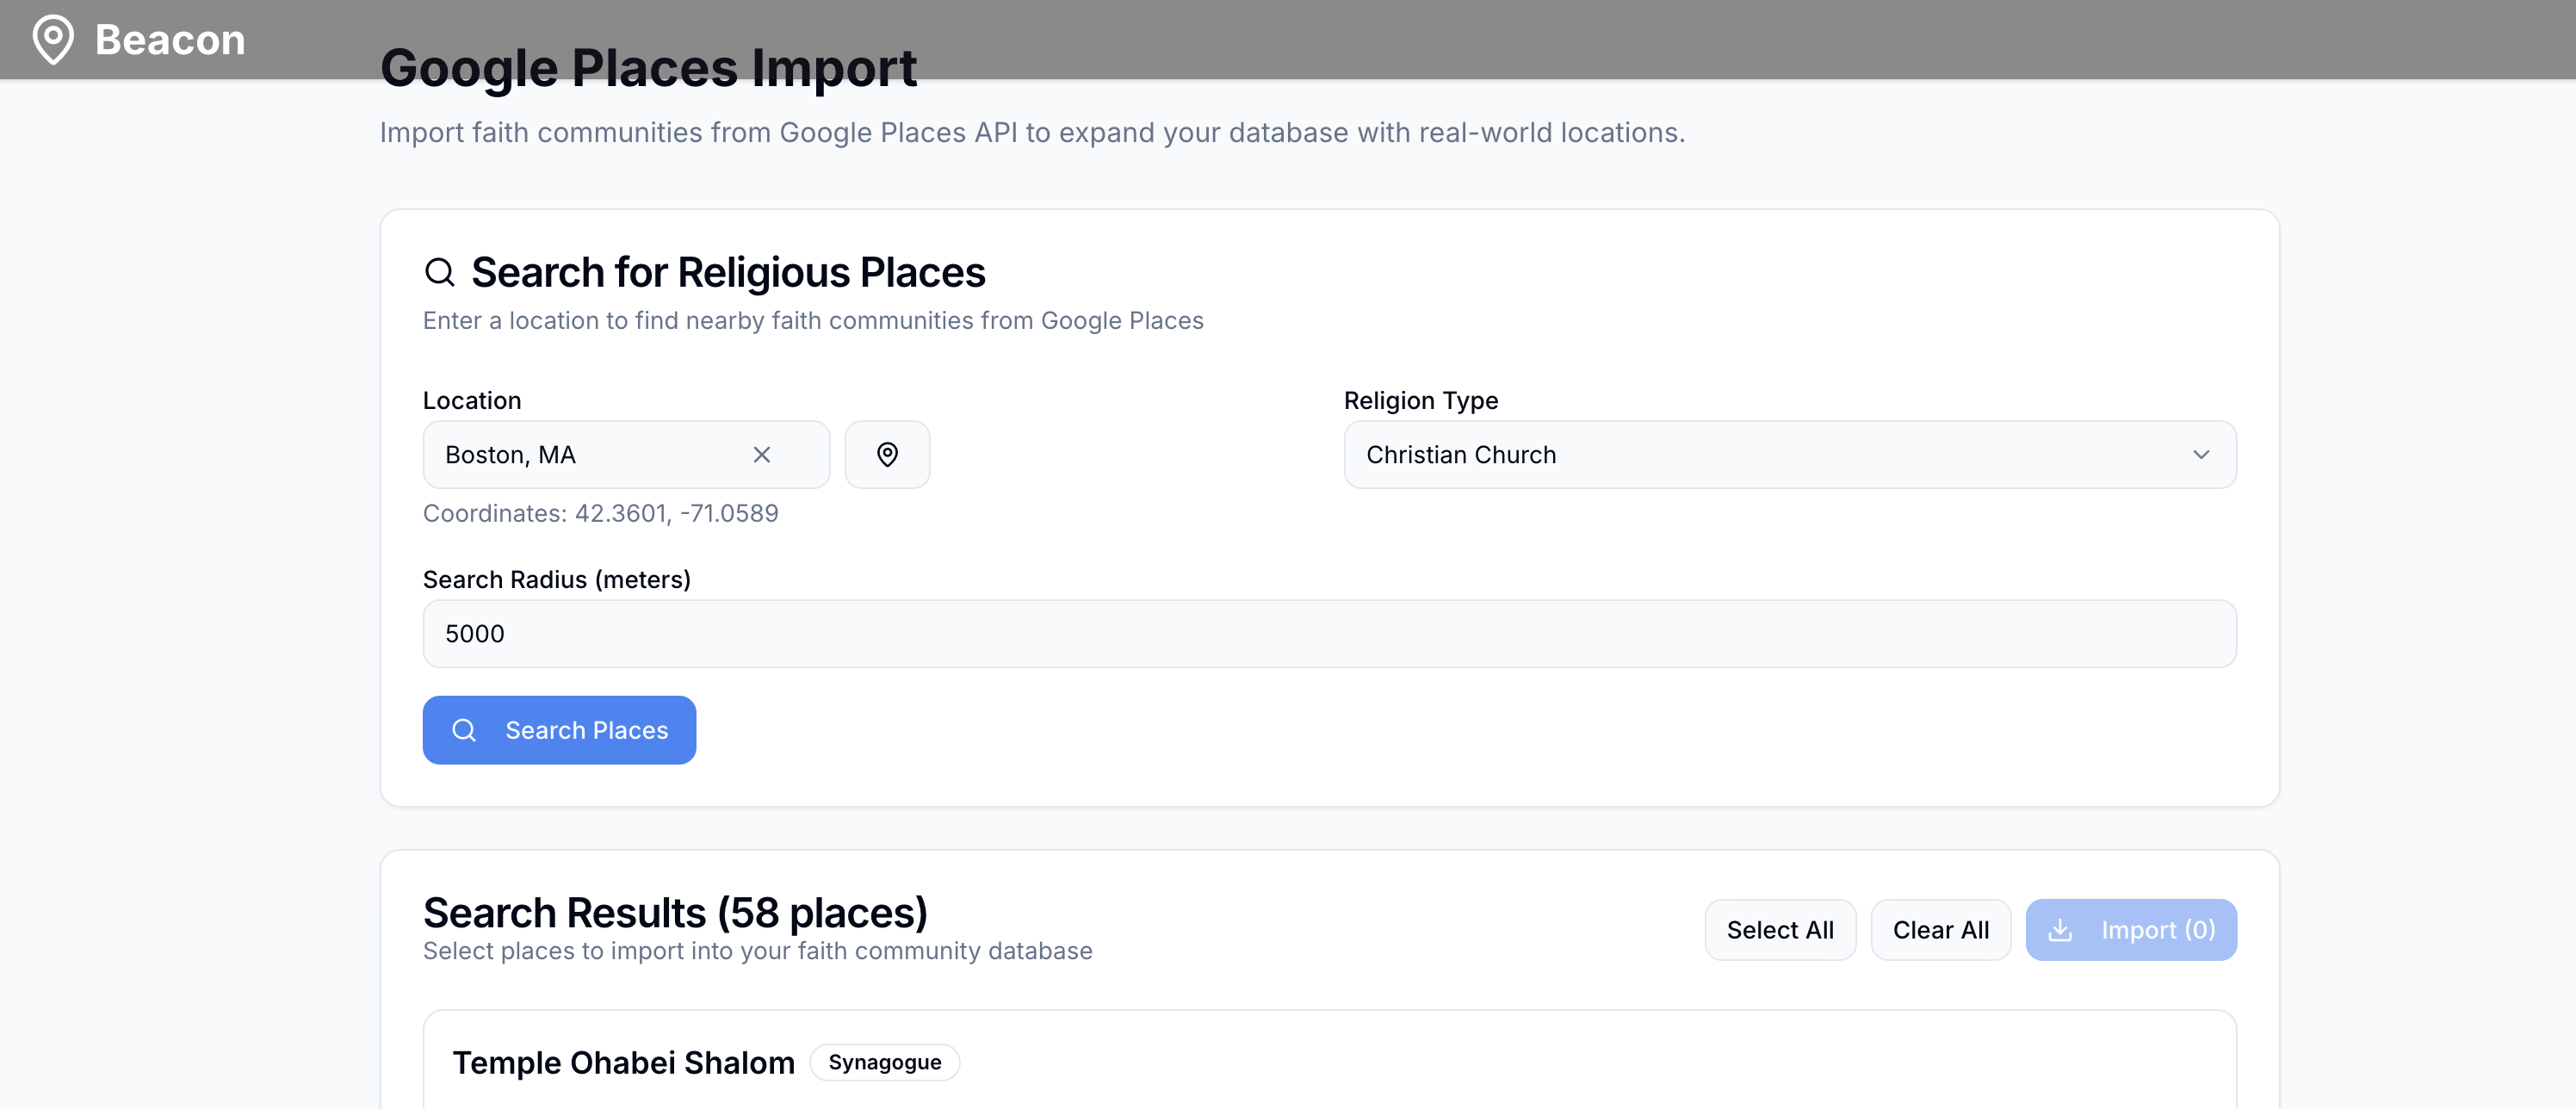 Beacon
Google Places Import
Import faith communities from Google Places API to expand your database with real-world locations.
Search for Religious Places
Enter a location to find nearby faith communities from Google Places
Location
Religion Type
Boston, MA
Christian Church
Coordinates: 42.3601, -71.0589
Search Radius (meters)
5000
Search Places
Search Results (58 places)
Select places to import into your faith community database
Select All
Clear All
Import (0)
Temple Ohabei Shalom
Synagogue